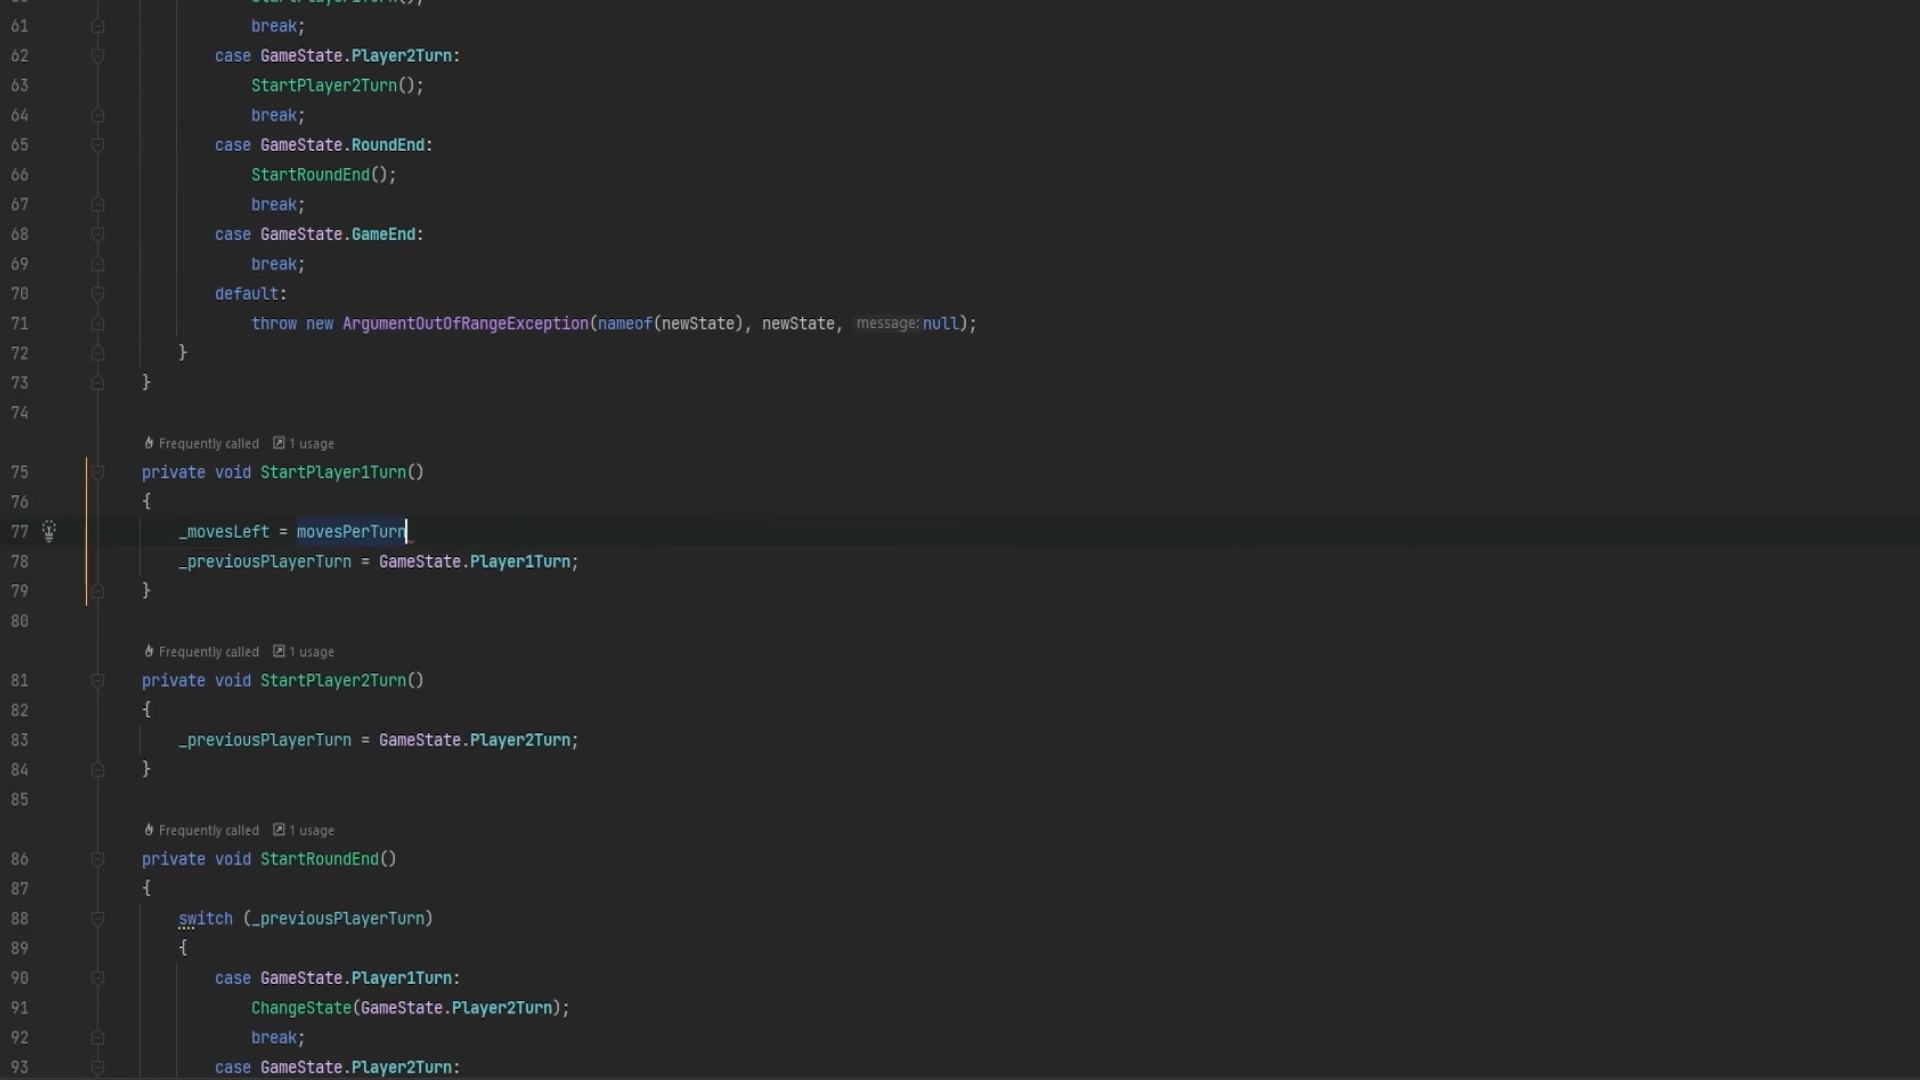 60 StartPlayer1Turn();
61 break;
62 case GameState.Player2Turn:
63 StartPlayer2Turn();
64 break;
65 case GameState.RoundEnd:
66 StartRoundEnd();
67 break;
68 case GameState.GameEnd:
69 break;
70 default:
71 throw new ArgumentOutOfRangeException(nameof(newState), newState, message: null);
72 }
73 }
74
Frequently called 1 usage
75 private void StartPlayer1Turn()
76 {
77 _movesLeft = movesPerTurn
78 _previousPlayerTurn = GameState.Player1Turn;
79 }
80
Frequently called 1 usage
81 private void StartPlayer2Turn()
82 {
83 _previousPlayerTurn = GameState.Player2Turn;
84 }
85
Frequently called 1 usage
86 private void StartRoundEnd()
87 {
88 switch (_previousPlayerTurn)
89 {
90 case GameState.Player1Turn:
91 ChangeState(GameState.Player2Turn);
92 break;
93 case GameState.Player2Turn: